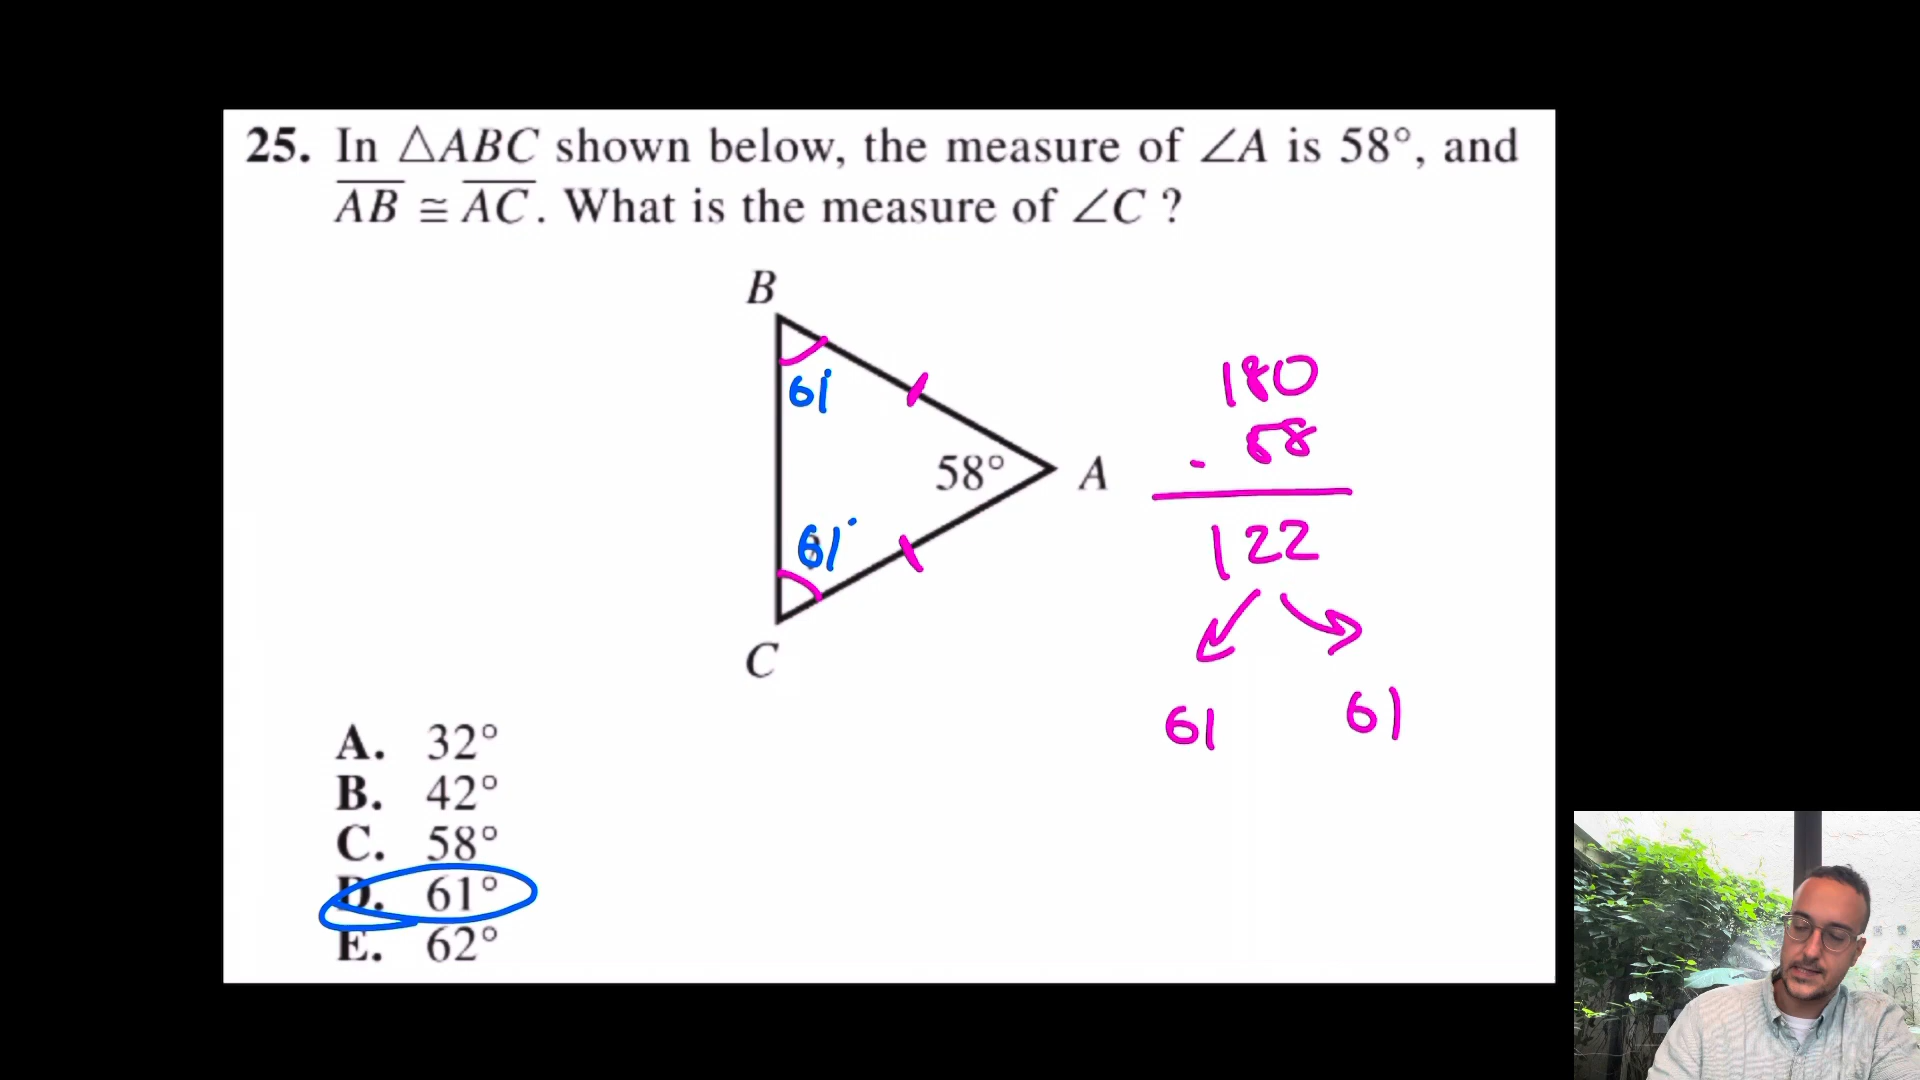 25. In △ABC shown below, the measure of ∠A is 58°, and
AB ≅ AC. What is the measure of ∠C ?
B
61°
58°
A
61°
C
180
- 58
122
61 61
A. 32°
B. 42°
C. 58°
D. 61°
E. 62°